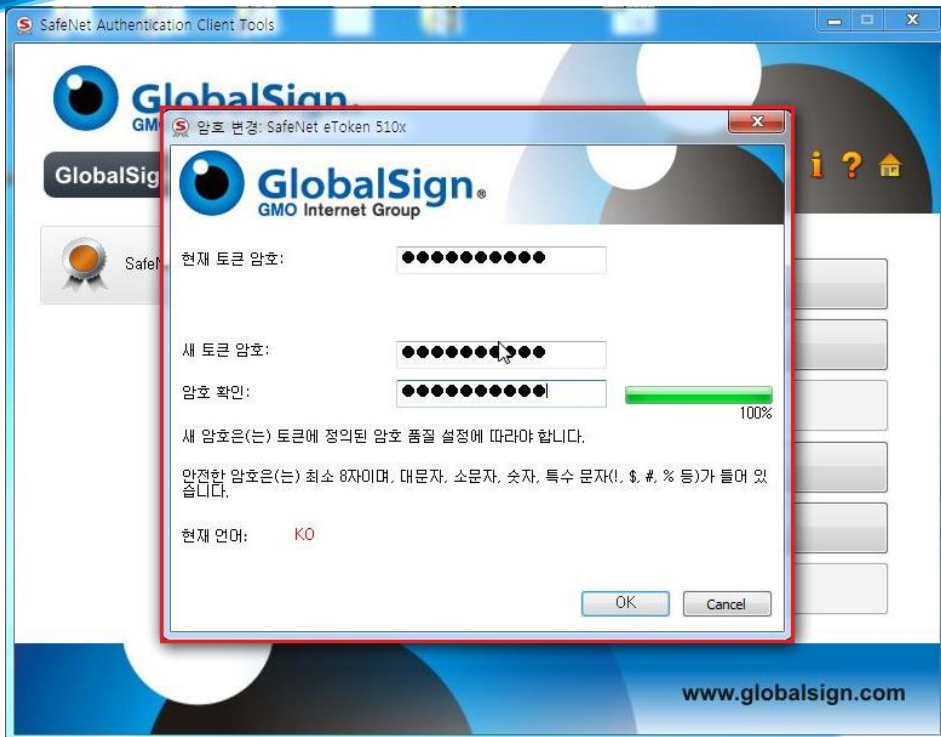 SafeNet Authentication Client Tools
GlobalSign
암호 변경: SafeNet eToken 510x
GlobalSign®
GMO Internet Group
현재 토큰 암호:
●●●●●●●●●●
새 토큰 암호:
●●●●●●●●●●
암호 확인:
●●●●●●●●●●
100%
새 암호은(는) 토큰에 정의된 암호 품질 설정에 따라야 합니다.
안전한 암호은(는) 최소 8자이며, 대문자, 소문자, 숫자, 특수 문자(!, $, #, % 등)가 들어 있
습니다.
현재 언어: KO
OK
Cancel
www.globalsign.com